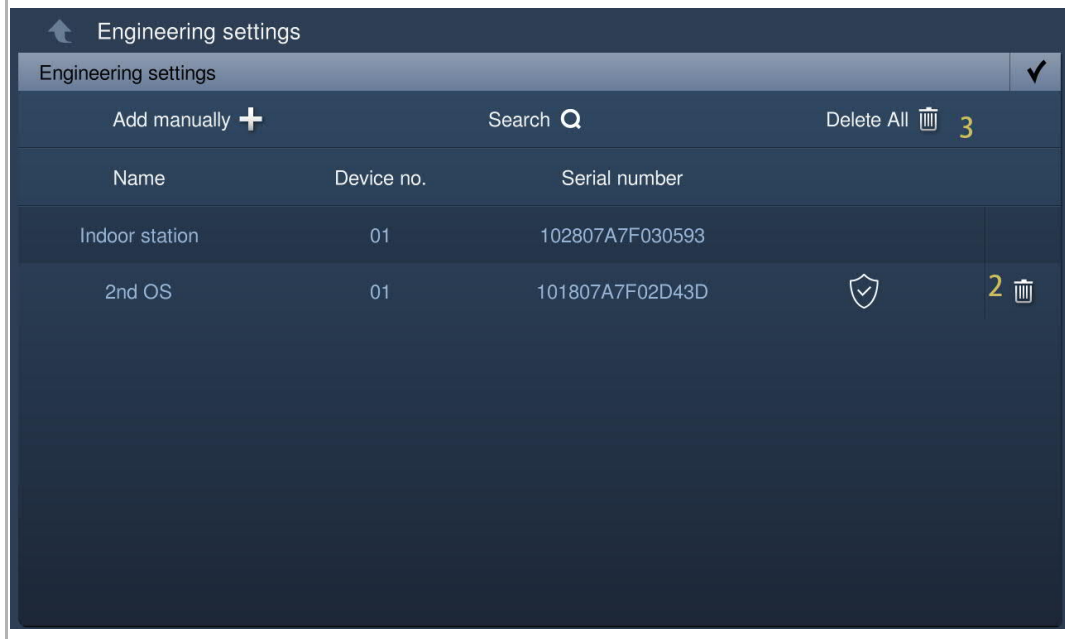 Engineering settings
Engineering settings
Add manually Search Delete All 3
Name Device no. Serial number
Indoor station 01 102807A7F030593
2nd OS 01 101807A7F02D43D 2